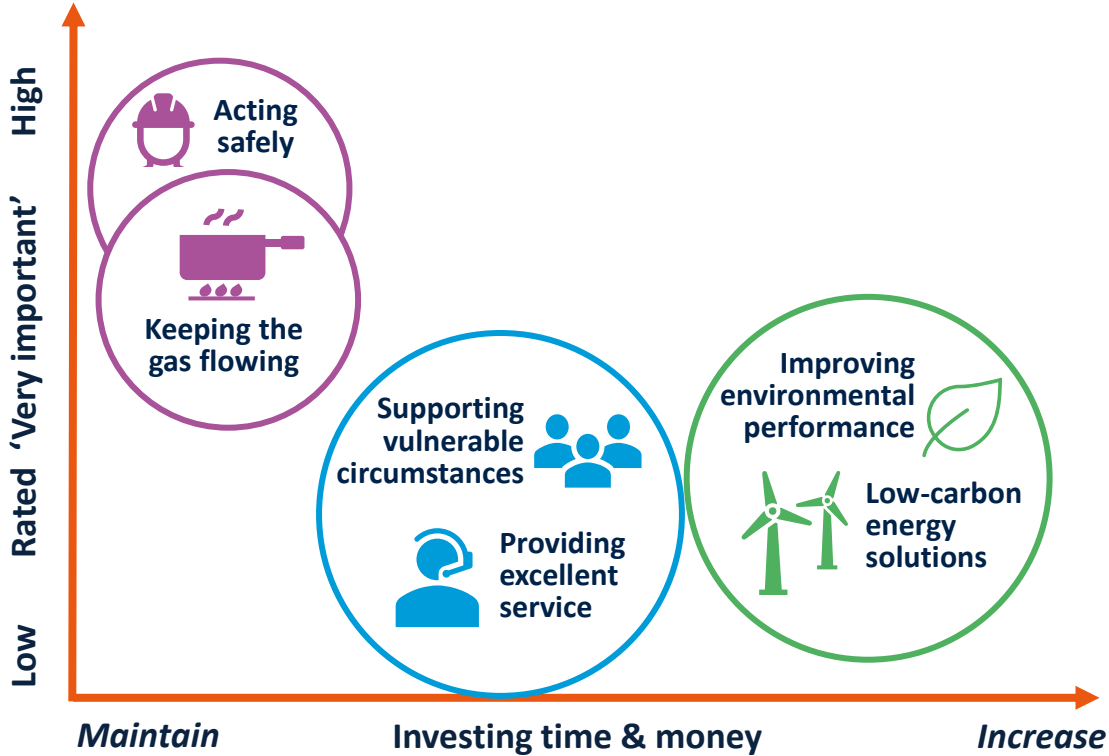 High
Rated ‘Very important’
Low
Acting
safely
Keeping the
gas flowing
Supporting
vulnerable
circumstances
Providing
excellent
service
Improving
environmental
performance
Low-carbon
energy
solutions
Maintain
Investing time & money
Increase